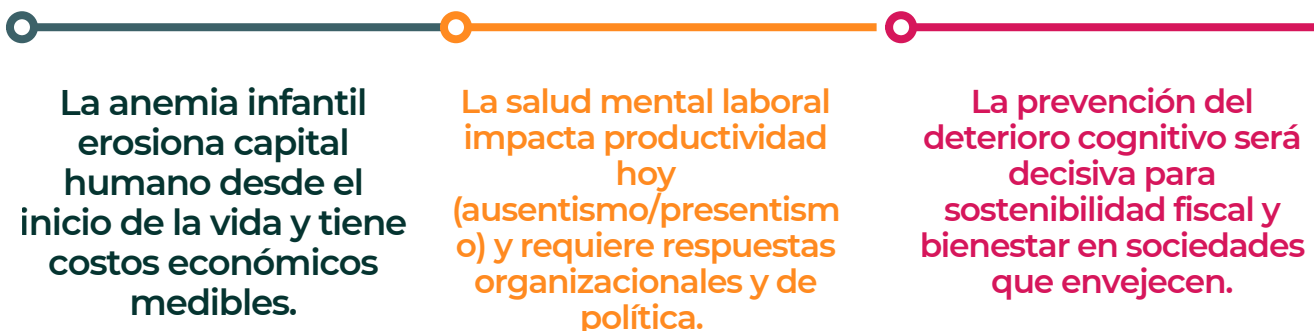 La anemia infantil
erosiona capital
humano desde el
inicio de la vida y tiene
costos económicos
medibles.
La salud mental laboral
impacta productividad
hoy
(ausentismo/presentism
o) y requiere respuestas
organizacionales y de
política.
La prevención del
deterioro cognitivo será
decisiva para
sostenibilidad fiscal y
bienestar en sociedades
que envejecen.